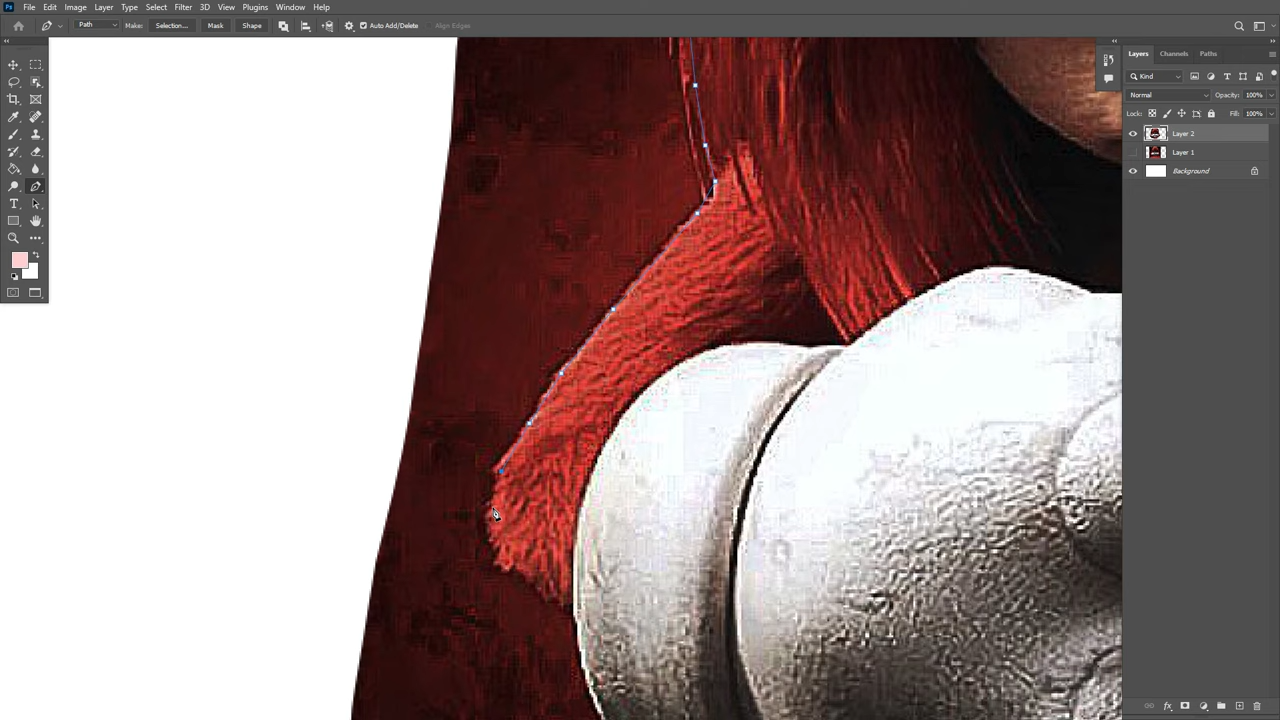 Ps File Edit Image Layer Type Select Filter 3D View Plugins Window Help
Path Make: Selection... Mask Shape Auto Add/Delete Align Edges
Layers Channels Paths
Kind
Normal Opacity: 100%
Lock: Fill: 100%
Layer 2
Layer 1
Background